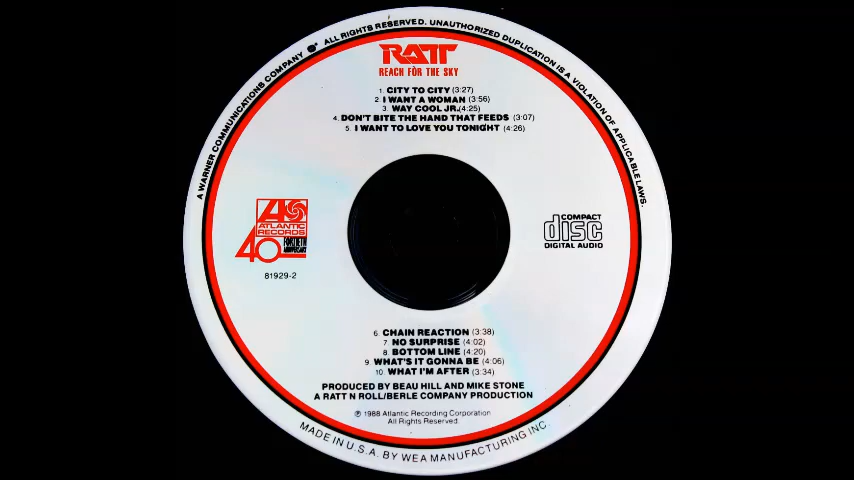 A WARNER COMMUNICATIONS COMPANY ALL RIGHTS RESERVED. UNAUTHORIZED DUPLICATION IS A VIOLATION OF APPLICABLE LAWS.
RATT
REACH FOR THE SKY
1. CITY TO CITY (3:27)
2. I WANT A WOMAN (3:56)
3. WAY COOL JR. (4:25)
4. DON'T BITE THE HAND THAT FEEDS (3:07)
5. I WANT TO LOVE YOU TONIGHT (4:26)
ATLANTIC
RECORDS
40
81929-2
COMPACT
disc
DIGITAL AUDIO
6. CHAIN REACTION (3:38)
7. NO SURPRISE (4:02)
8. BOTTOM LINE (4:20)
9. WHAT'S IT GONNA BE (4:06)
10. WHAT I'M AFTER (3:34)
PRODUCED BY BEAU HILL AND MIKE STONE
A RATT N ROLL/BERLE COMPANY PRODUCTION
℗ 1988 Atlantic Recording Corporation
All Rights Reserved.
MADE IN U.S.A. BY WEA MANUFACTURING INC.